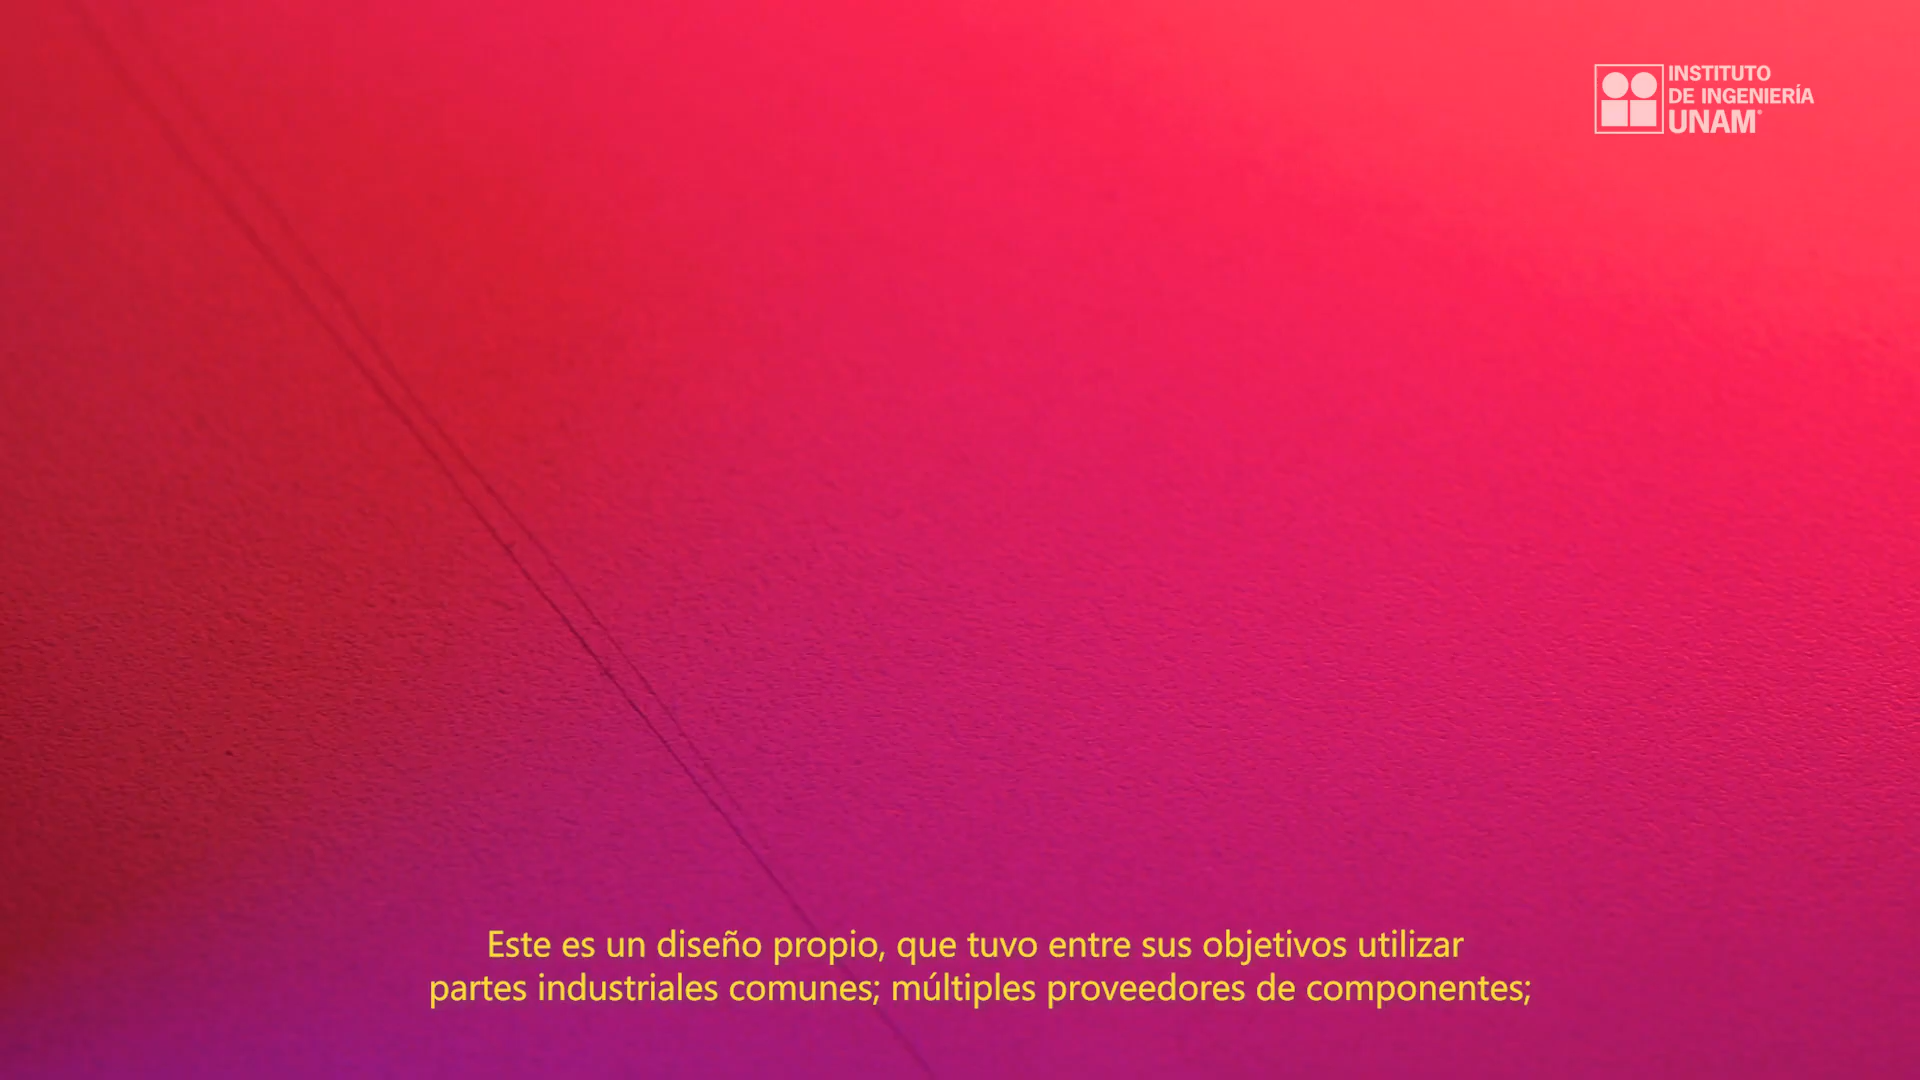 INSTITUTO
DE INGENIERÍA
UNAM
Este es un diseño propio, que tuvo entre sus objetivos utilizar
partes industriales comunes; múltiples proveedores de componentes;